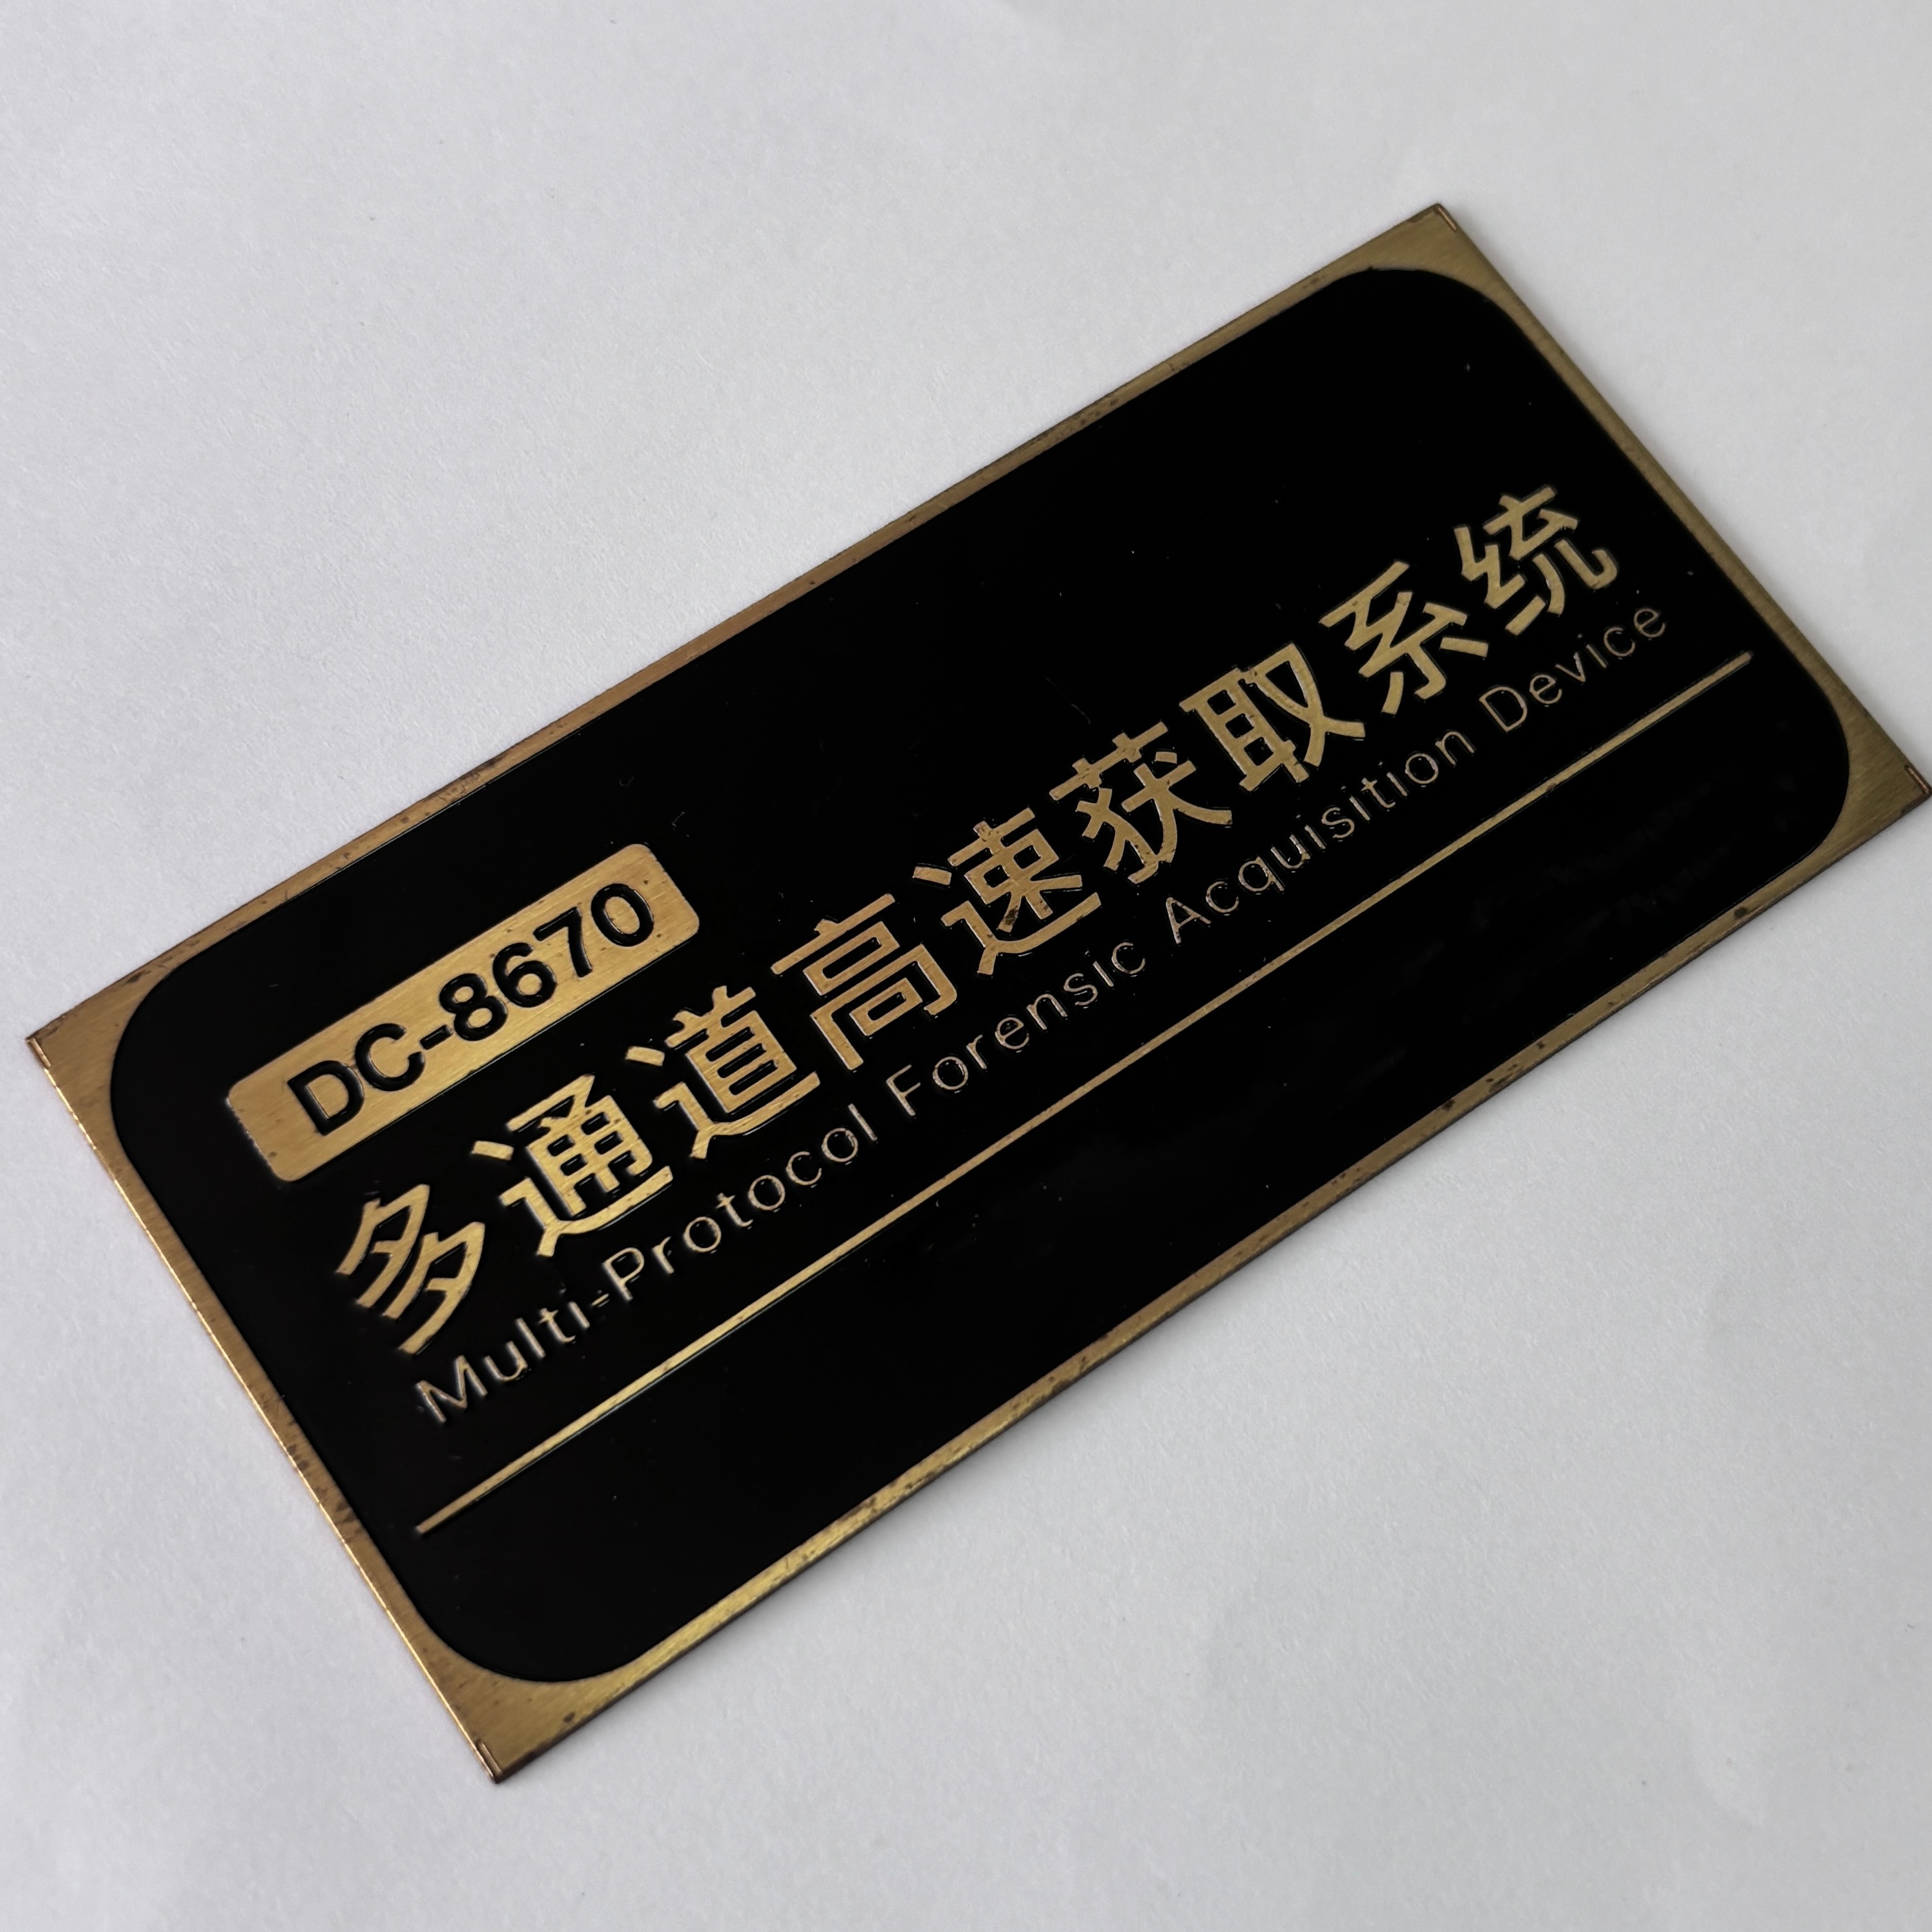 DC-8670
多通道高速获取系统
Multi-Protocol Forensic Acquisition Device